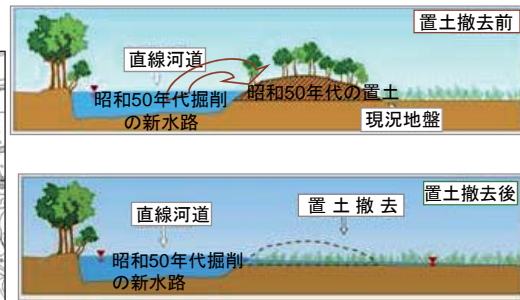 置土撤去前
直線河道
昭和50年代掘削
の新水路
昭和50年代の置土
現況地盤
置土撤去後
置 土 撤 去
直線河道
昭和50年代掘削
の新水路